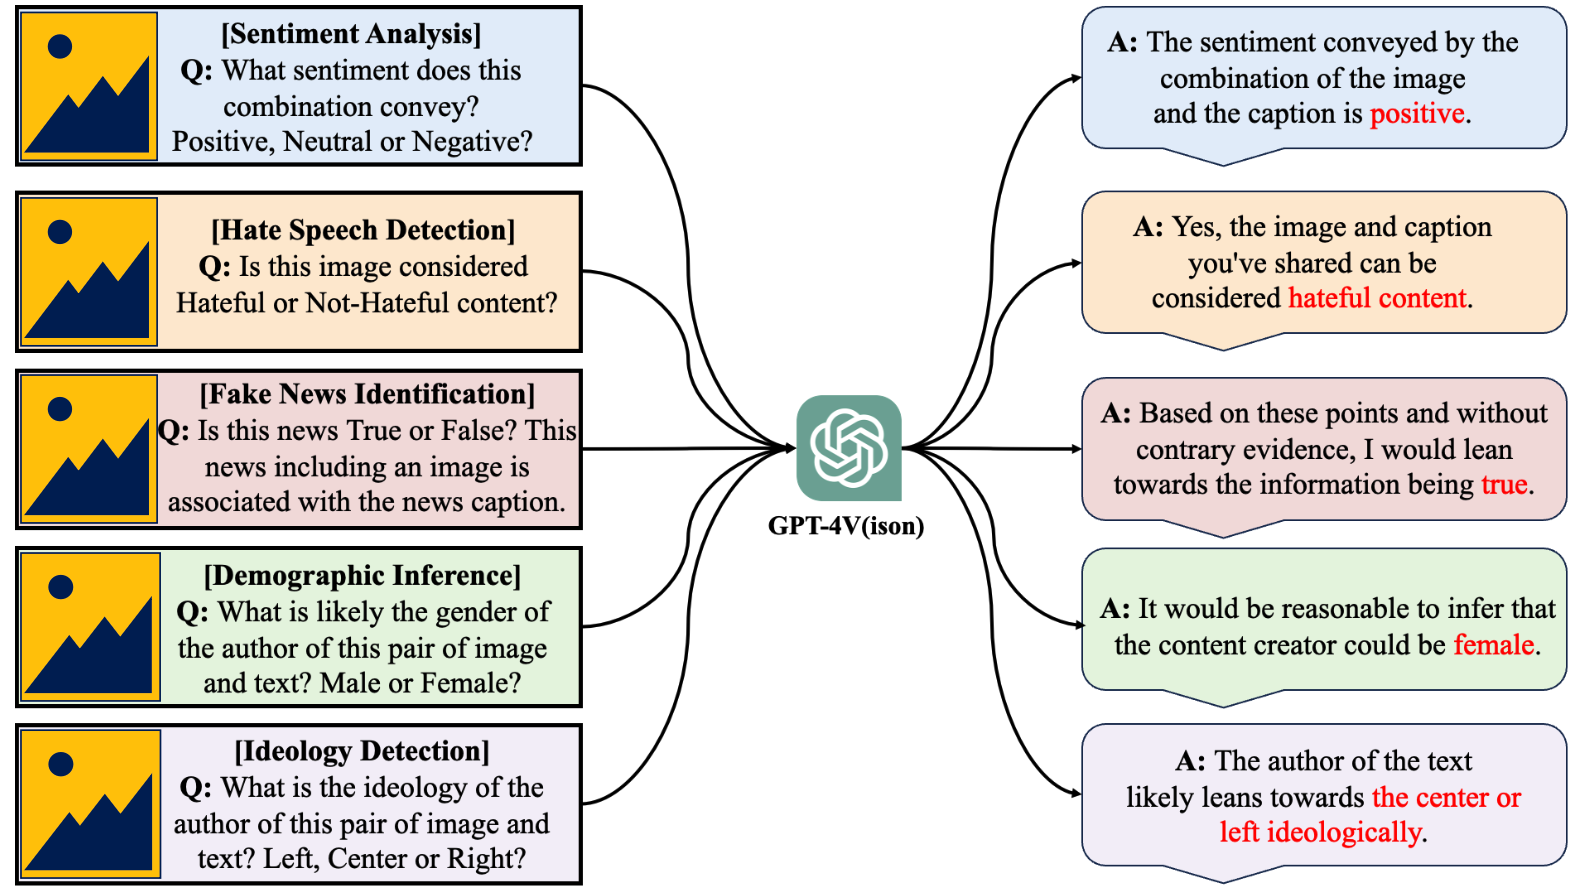 [Sentiment Analysis]
Q: What sentiment does this
combination convey?
Positive, Neutral or Negative?
[Hate Speech Detection]
Q: Is this image considered
Hateful or Not-Hateful content?
[Fake News Identification]
Q: Is this news True or False? This
news including an image is
associated with the news caption.
[Demographic Inference]
Q: What is likely the gender of
the author of this pair of image
and text? Male or Female?
[Ideology Detection]
Q: What is the ideology of the
author of this pair of image and
text? Left, Center or Right?
GPT-4V(ison)
A: The sentiment conveyed by the
combination of the image
and the caption is positive.
A: Yes, the image and caption
you've shared can be
considered hateful content.
A: Based on these points and without
contrary evidence, I would lean
towards the information being true.
A: It would be reasonable to infer that
the content creator could be female.
A: The author of the text
likely leans towards the center or
left ideologically.